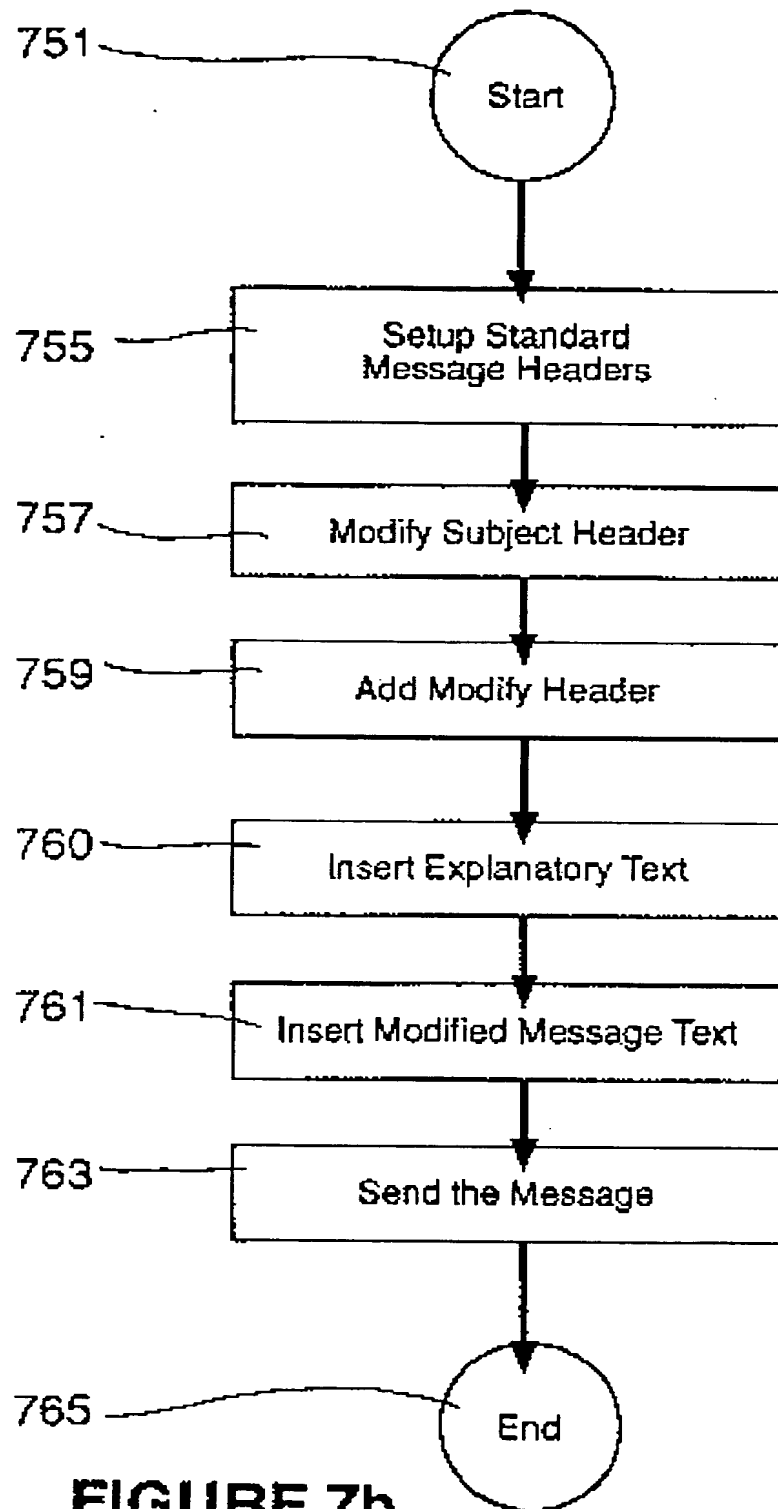 751
Start
755
Setup Standard
Message Headers
757
Modify Subject Header
759
Add Modify Header
760
Insert Explanatory Text
761
Insert Modified Message Text
763
Send the Message
765
End
FIGURE 7b